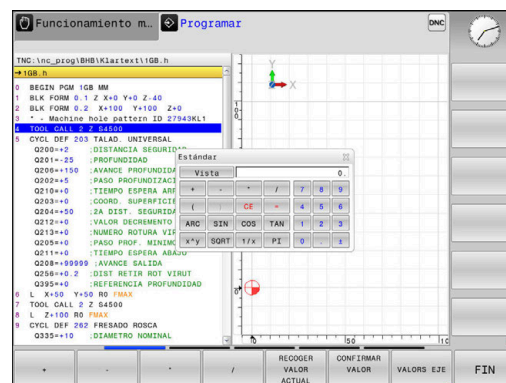 Funcionamiento m... Programar DNC
TNC:\nc_prog\BHB\Klartext\1GB.h
→1GB.h
0 BEGIN PGM 1GB MM
1 BLK FORM 0.1 Z X+0 Y+0 Z-40
2 BLK FORM 0.2 X+100 Y+100 Z+0
3 * - Machine hole pattern ID 27943KL1
4 TOOL CALL 2 Z S4500
5 CYCL DEF 203 TALAD. UNIVERSAL
Q200=+2 ;DISTANCIA SEGURIDAD
Q201=-25 ;PROFUNDIDAD
Q206=+150 ;AVANCE PROFUNDIDA
Q202=+5 ;PASO PROFUNDIZACI
Q210=+0 ;TIEMPO ESPERA ARR
Q203=+0 ;COORD. SUPERFICIE
Q204=+50 ;2A DIST. SEGURIDA
Q212=+0 ;VALOR DECREMENTO
Q213=+0 ;NUMERO ROTURA VIR
Q205=+0 ;PASO PROF. MINIMO
Q211=+0 ;TIEMPO ESPERA ABAJO
Q208=+99999 ;AVANCE SALIDA
Q256=+0.2 ;DIST RETIR ROT VIRUT
Q395=+0 ;REFERENCIA PROFUNDIDAD
6 L X+50 Y+50 R0 FMAX
7 TOOL CALL 2 Z S4500
8 L Z+100 R0 FMAX
9 CYCL DEF 262 FRESADO ROSCA
Q335=+10 ;DIAMETRO NOMINAL
Y
X
0
50
Estándar
Vista 0.
+ - * / 7 8 9
( ) CE = 4 5 6
ARC SIN COS TAN 1 2 3
x^y SQRT 1/x PI 0 . ±
+ - * / RECOGER VALOR ACTUAL CONFIRMAR VALOR VALORS EJE FIN